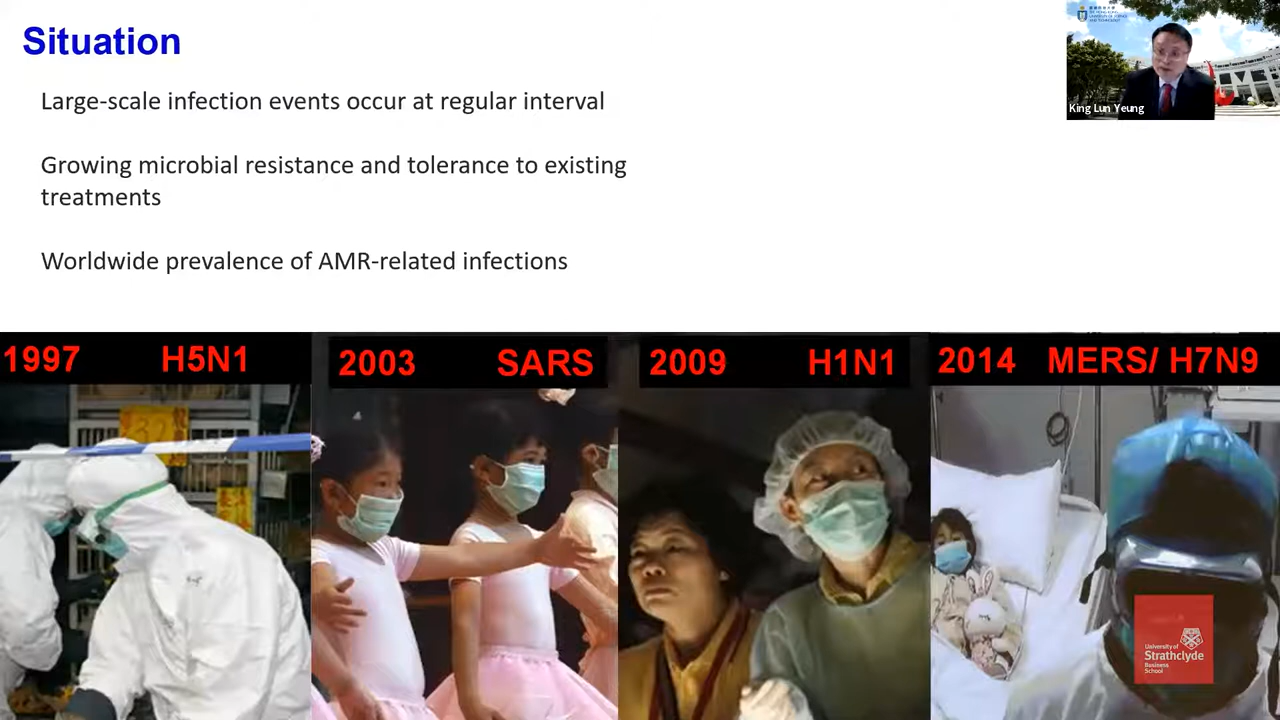 Situation
Large-scale infection events occur at regular interval
Growing microbial resistance and tolerance to existing
treatments
Worldwide prevalence of AMR-related infections
King Lun Yeung
1997 H5N1
2003 SARS
2009 H1N1
2014 MERS/ H7N9
University of
Strathclyde
Business
School